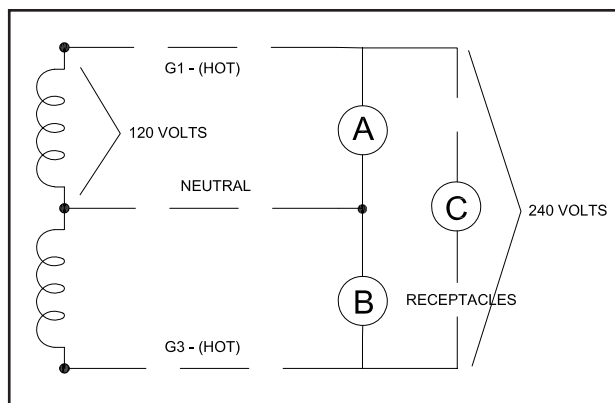 G1 - (HOT)
A
120 VOLTS
NEUTRAL
C
240 VOLTS
B
RECEPTACLES
G3 - (HOT)